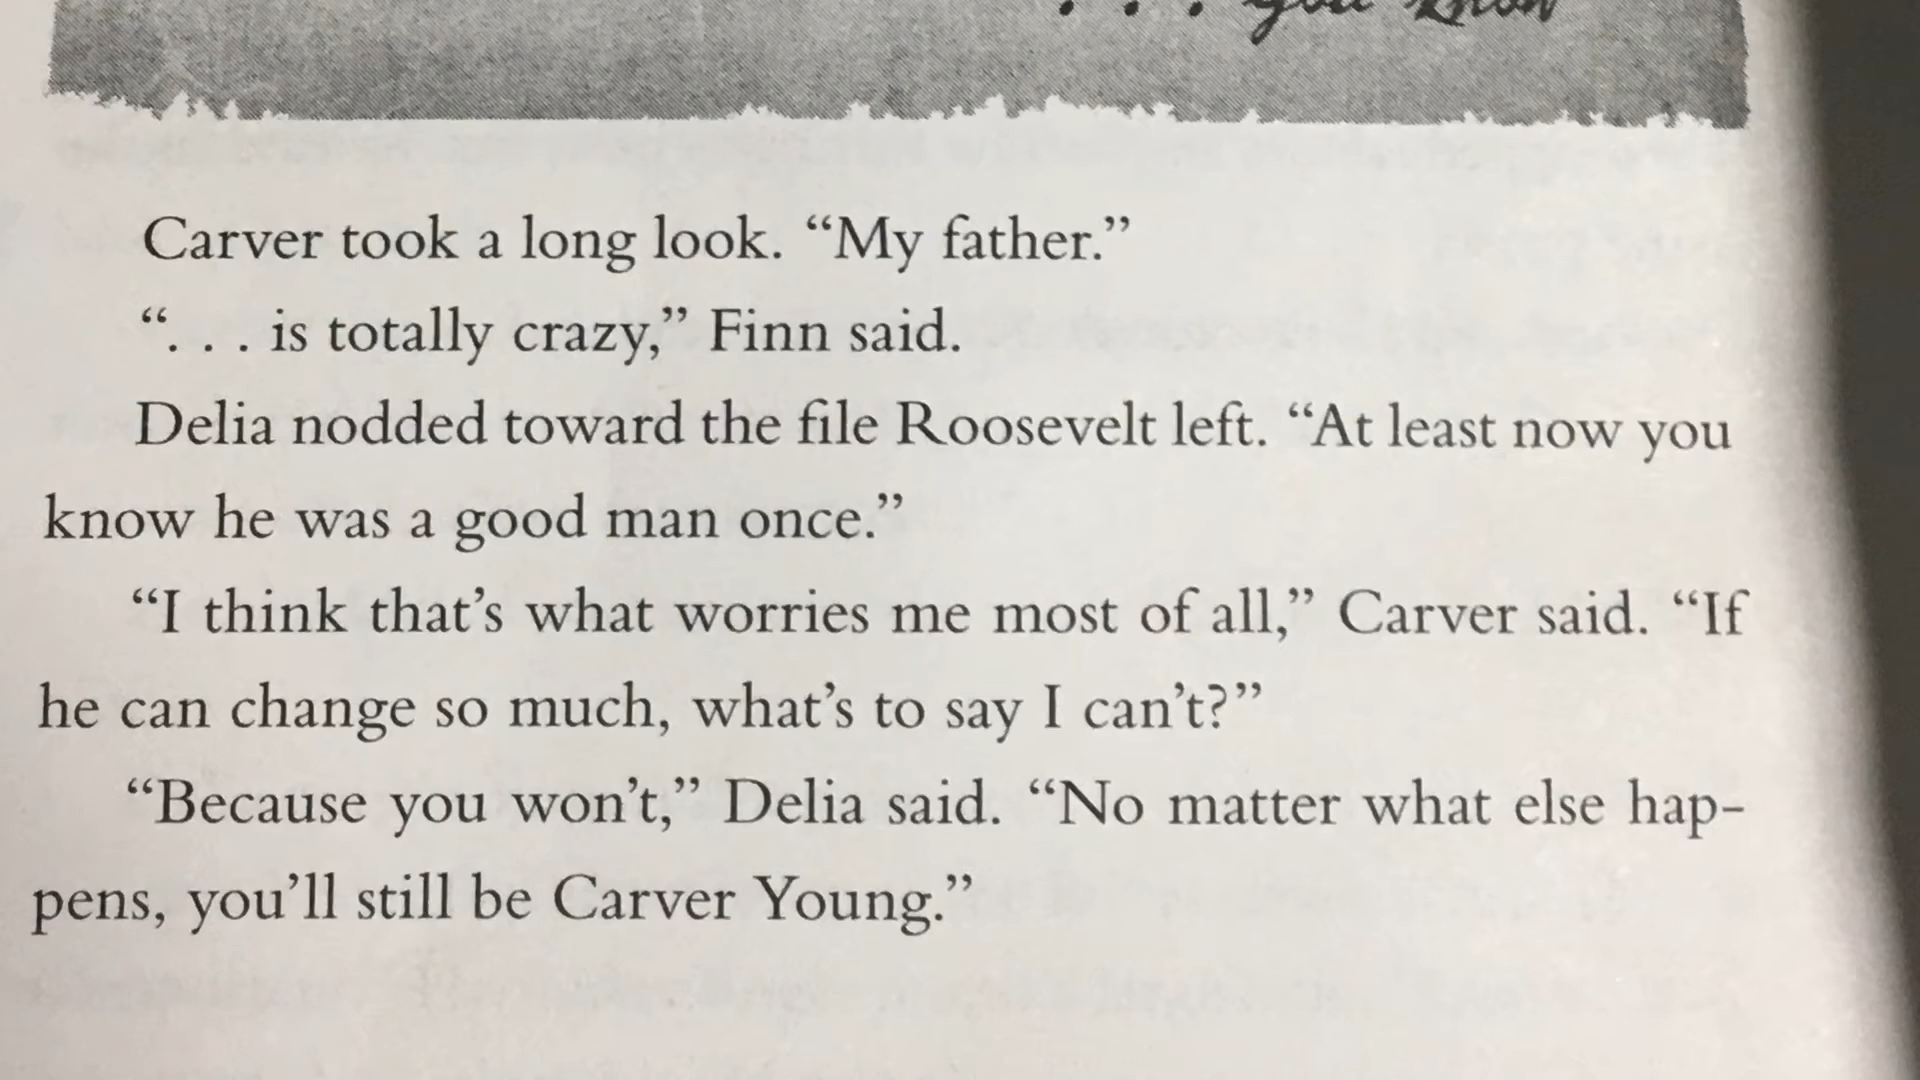 . . . you know
Carver took a long look. “My father.”
“. . . is totally crazy,” Finn said.
Delia nodded toward the file Roosevelt left. “At least now you
know he was a good man once.”
“I think that’s what worries me most of all,” Carver said. “If
he can change so much, what’s to say I can’t?”
“Because you won’t,” Delia said. “No matter what else hap-
pens, you’ll still be Carver Young.”